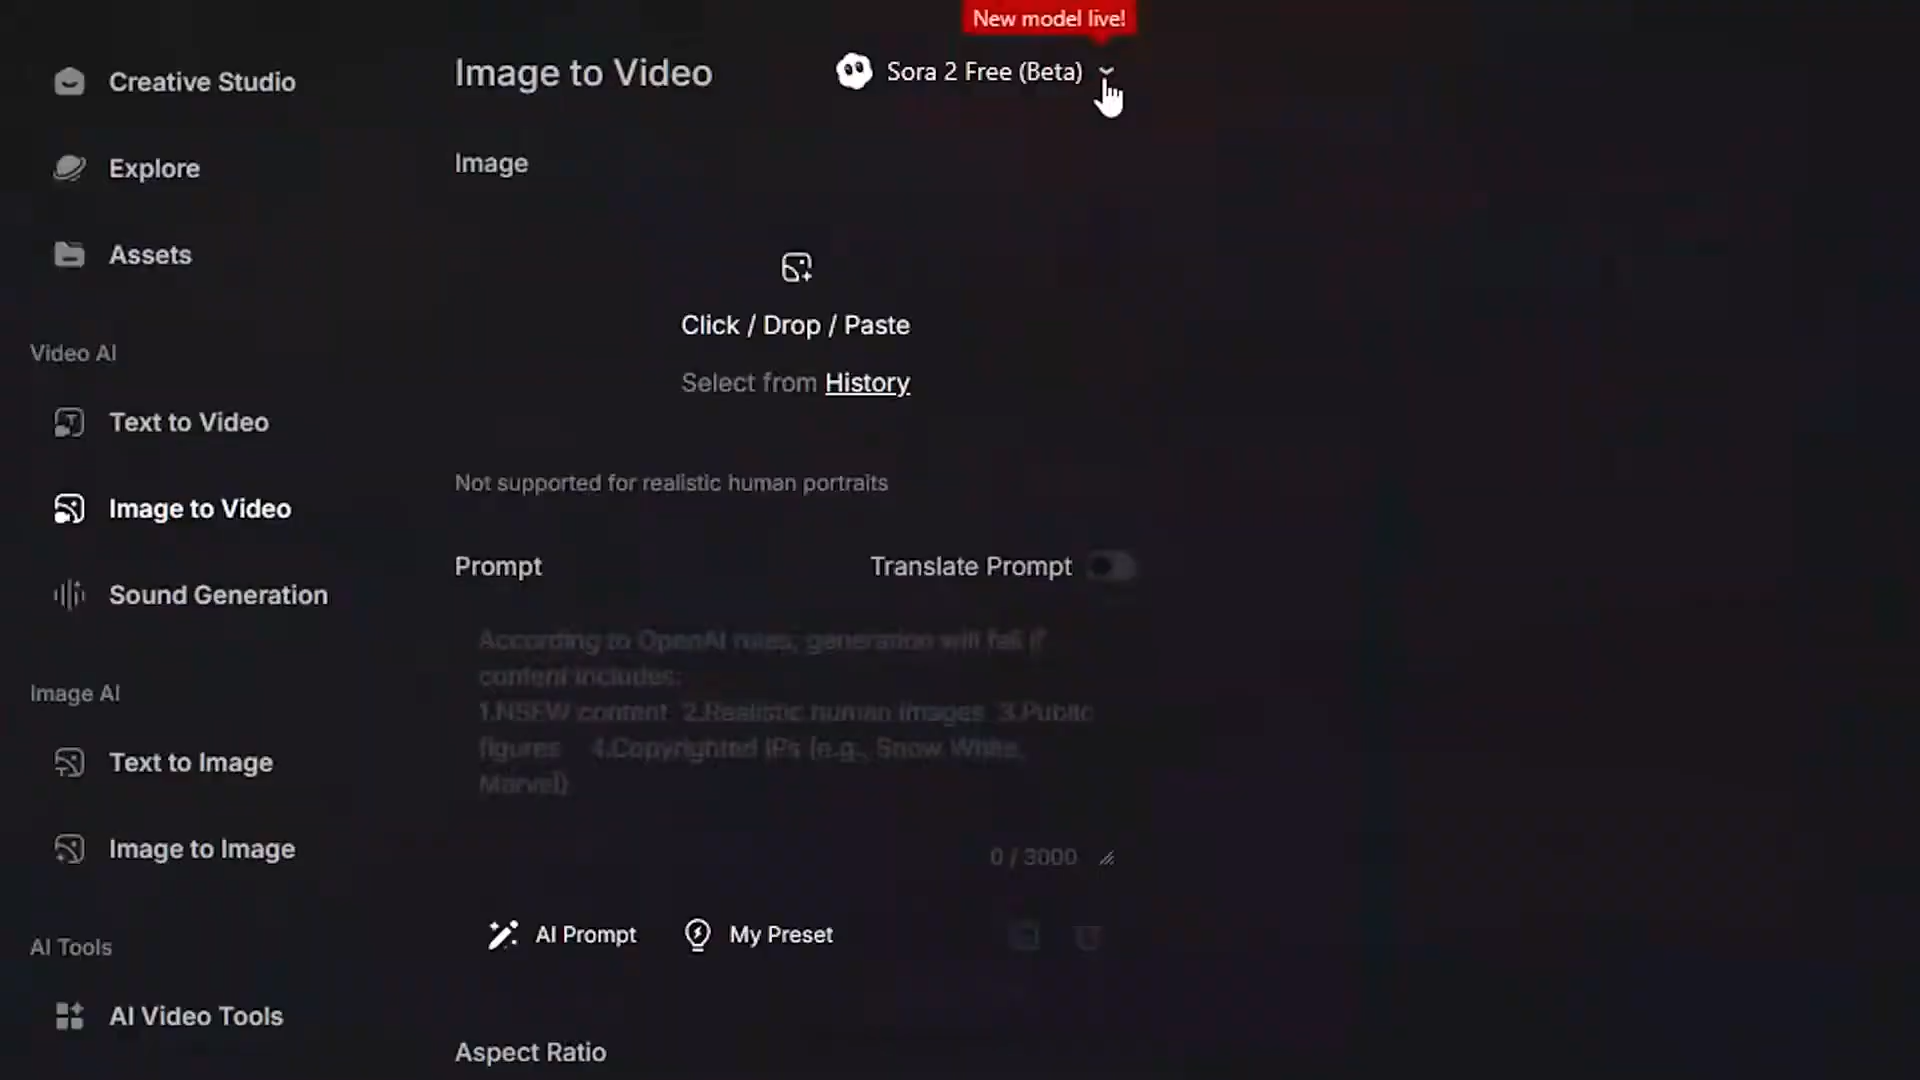 New model live!
Creative Studio
Image to Video
Sora 2 Free (Beta)
Explore
Image
Assets
Click / Drop / Paste
Select from History
Video AI
Text to Video
Image to Video
Sound Generation
Not supported for realistic human portraits
Prompt
Translate Prompt
According to OpenAI rules, generation will fail if
content includes:
1.NSFW content 2.Realistic human images 3.Public
figures 4.Copyrighted IPs (e.g., Snow White,
Marvel)
0 / 3000
Image AI
Text to Image
Image to Image
AI Prompt
My Preset
AI Tools
AI Video Tools
Aspect Ratio